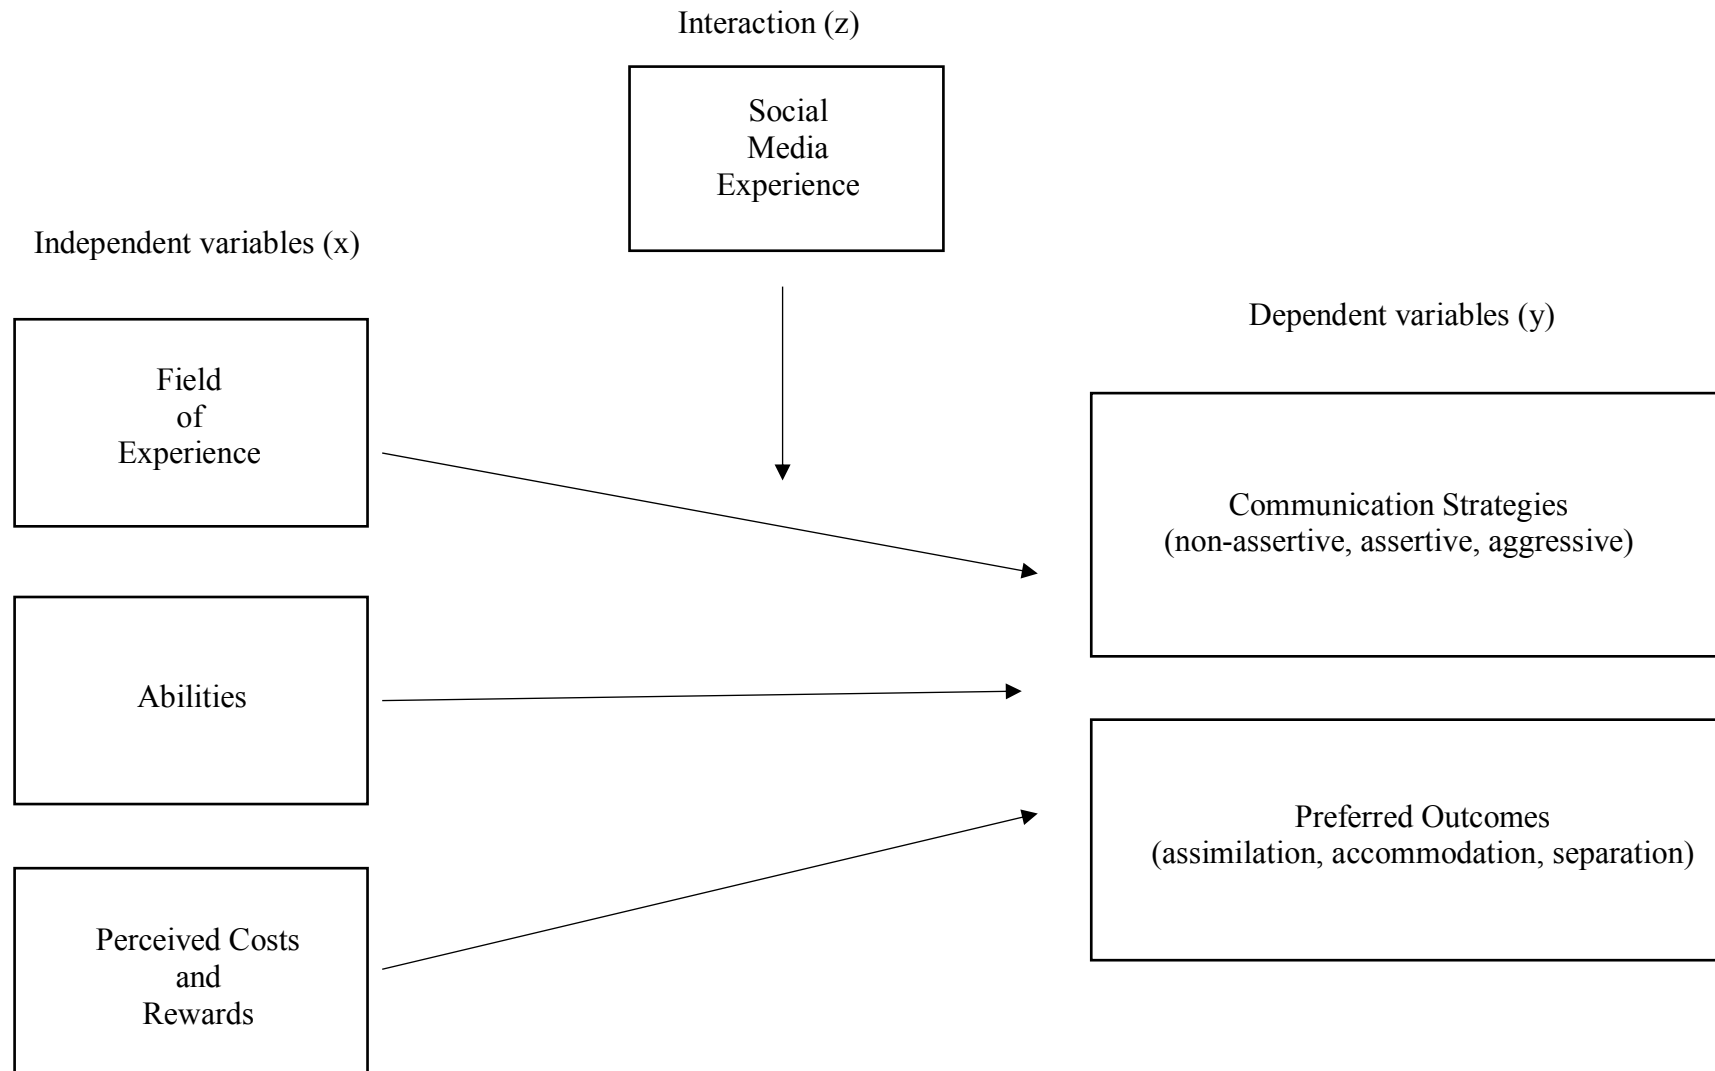 Interaction (z)
Social
Media
Experience
Independent variables (x)
Field
of
Experience
Abilities
Perceived Costs
and
Rewards
Dependent variables (y)
Communication Strategies
(non-assertive, assertive, aggressive)
Preferred Outcomes
(assimilation, accommodation, separation)